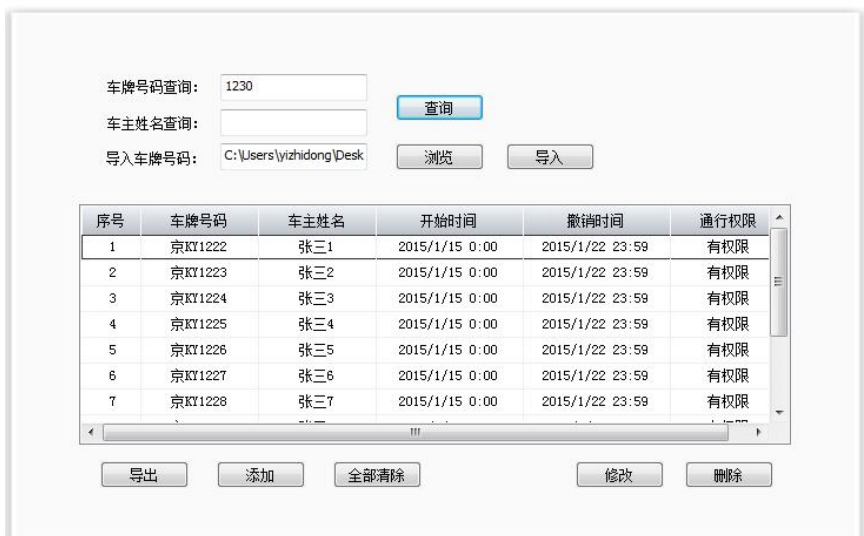 车牌号码查询： 1230
查询
车主姓名查询：
导入车牌号码： C:\Users\yizhidong\Desk 浏览 导入
序号 车牌号码 车主姓名 开始时间 撤销时间 通行权限
1 京KY1222 张三1 2015/1/15 0:00 2015/1/22 23:59 有权限
2 京KY1223 张三2 2015/1/15 0:00 2015/1/22 23:59 有权限
3 京KY1224 张三3 2015/1/15 0:00 2015/1/22 23:59 有权限
4 京KY1225 张三4 2015/1/15 0:00 2015/1/22 23:59 有权限
5 京KY1226 张三5 2015/1/15 0:00 2015/1/22 23:59 有权限
6 京KY1227 张三6 2015/1/15 0:00 2015/1/22 23:59 有权限
7 京KY1228 张三7 2015/1/15 0:00 2015/1/22 23:59 有权限
导出 添加 全部清除 修改 删除